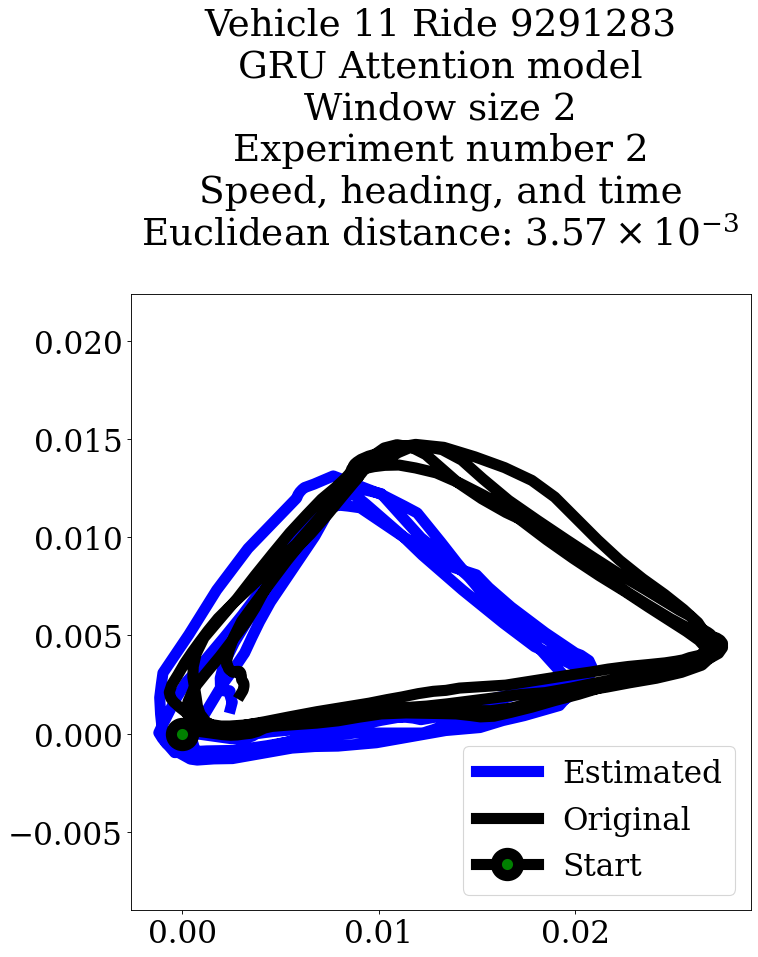 Vehicle 11 Ride 9291283
GRU Attention model
Window size 2
Experiment number 2
Speed, heading, and time
Euclidean distance: 3.57 × 10⁻³
0.020
0.015
0.010
0.005
0.000
−0.005
0.00 0.01 0.02
Estimated
Original
Start